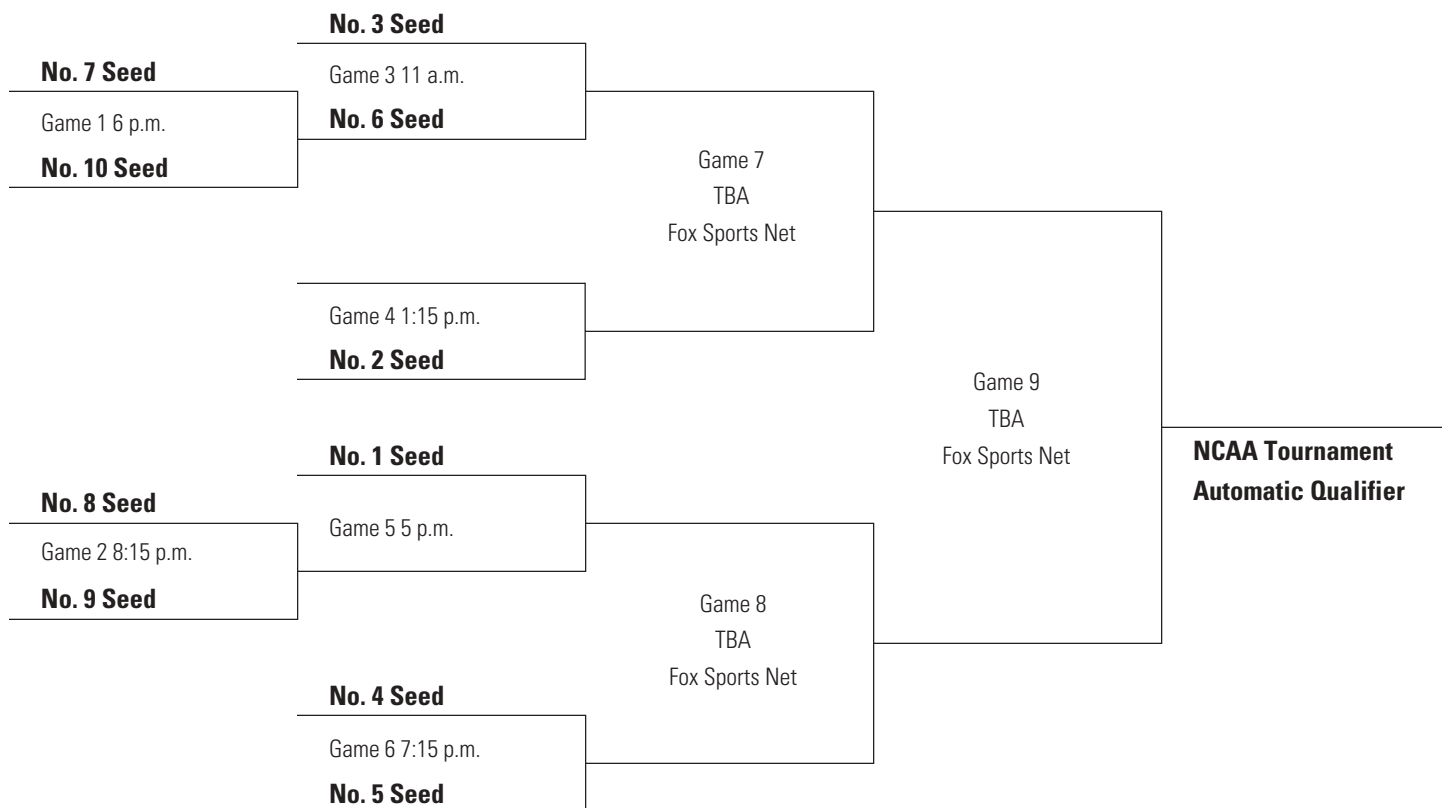 No. 3 Seed
No. 7 Seed
Game 3 11 a.m.
Game 1 6 p.m.
No. 6 Seed
No. 10 Seed
Game 7
TBA
Fox Sports Net
Game 4 1:15 p.m.
No. 2 Seed
Game 9
TBA
Fox Sports Net
NCAA Tournament
Automatic Qualifier
No. 1 Seed
No. 8 Seed
Game 5 5 p.m.
Game 2 8:15 p.m.
No. 9 Seed
Game 8
TBA
Fox Sports Net
No. 4 Seed
Game 6 7:15 p.m.
No. 5 Seed